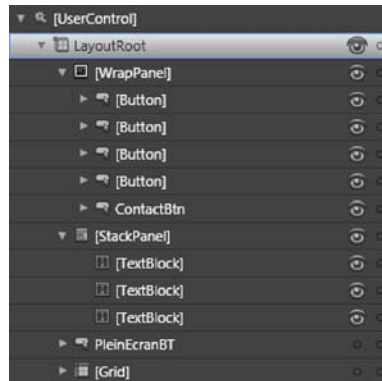 [UserControl]
LayoutRoot
[WrapPanel]
[Button]
[Button]
[Button]
[Button]
ContactBtn
[StackPanel]
[TextBlock]
[TextBlock]
[TextBlock]
PleinEcranBT
[Grid]